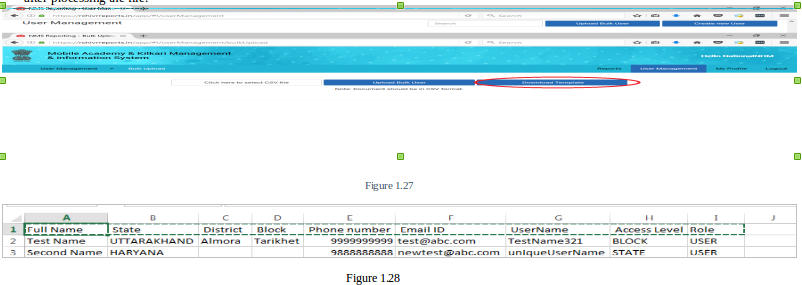 after processing the file.
https://rshivrreports.in/app/#!/userManagement
Search
User Management
Search
Upload Bulk User
Create new User
NMS Reporting - Bulk Uplo...
Search
Mobile Academy & Kilkari Management
& Information System
Hello NationalNHM
User Management
Bulk Upload
Reports
User Management
My Profile
Logout
Click here to select CSV file
Upload Bulk User
Download Template
Note: Document should be in CSV format
Figure 1.27
A B C D E F G H I J
1 Full Name State District Block Phone number Email ID UserName Access Level Role
2 Test Name UTTARAKHAND Almora Tarikhet 9999999999 test@abc.com TestName321 BLOCK USER
3 Second Name HARYANA 9888888888 newtest@abc.com uniqueUserName STATE USER
Figure 1.28